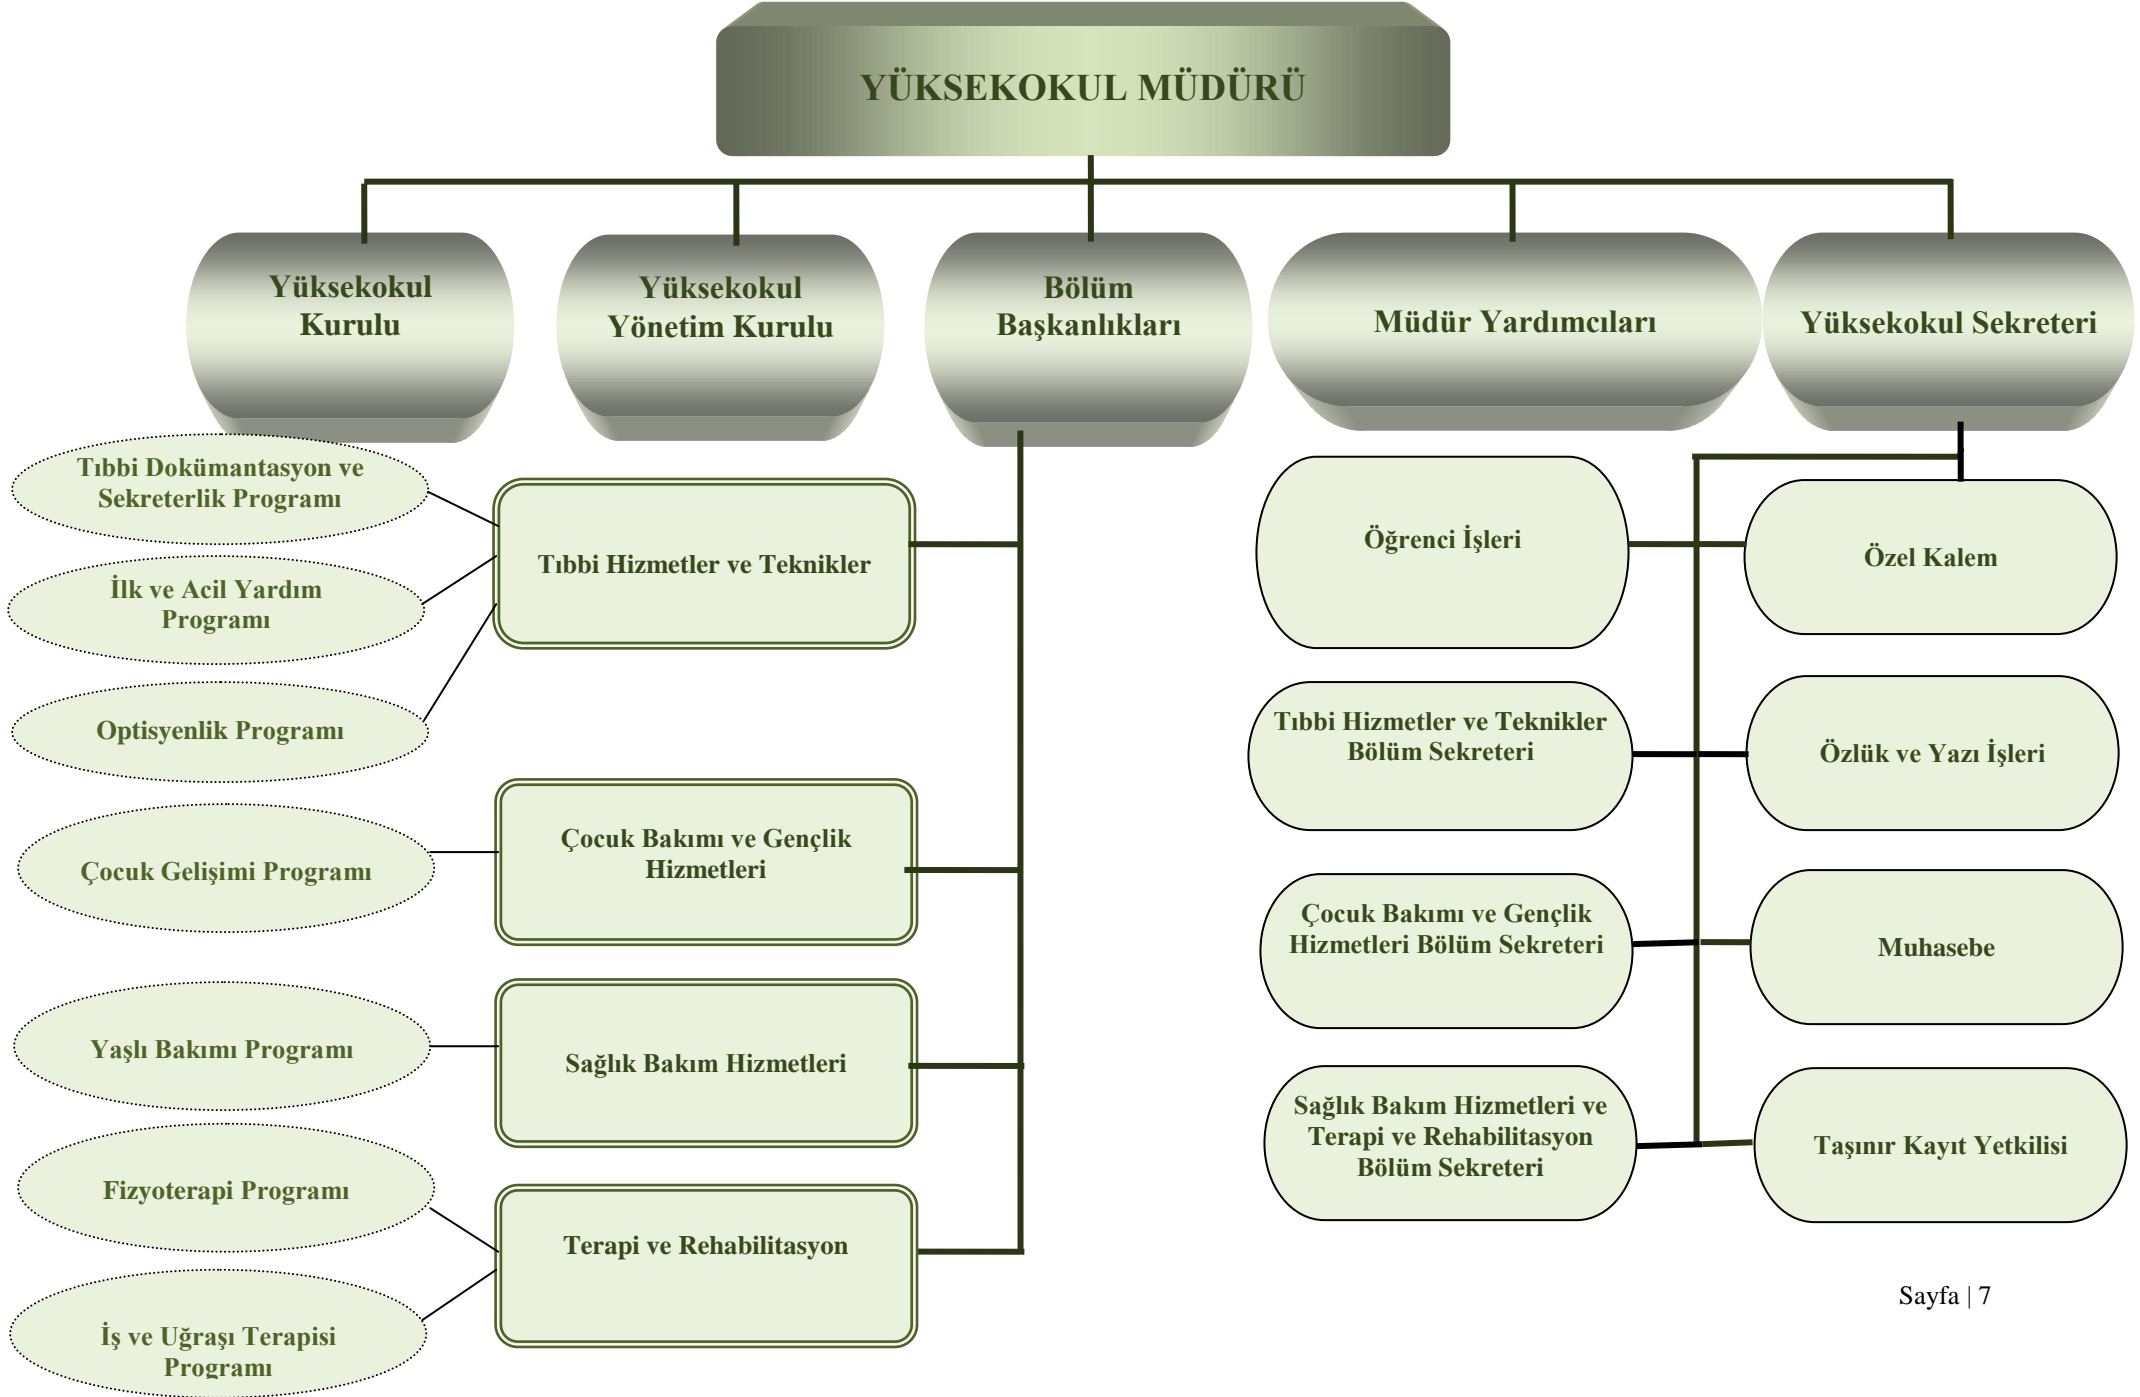 YÜKSEKOKUL MÜDÜRÜ
Yüksekokul
Kurulu
Yüksekokul
Yönetim Kurulu
Bölüm
Başkanlıkları
Müdür Yardımcıları
Yüksekokul Sekreteri
Tıbbi Dokümantasyon ve
Sekreterlik Programı
İlk ve Acil Yardım
Programı
Optisyenlik Programı
Çocuk Gelişimi Programı
Yaşlı Bakımı Programı
Fizyoterapi Programı
İş ve Uğraşı Terapisi
Programı
Tıbbi Hizmetler ve Teknikler
Çocuk Bakımı ve Gençlik
Hizmetleri
Sağlık Bakım Hizmetleri
Terapi ve Rehabilitasyon
Öğrenci İşleri
Tıbbi Hizmetler ve Teknikler
Bölüm Sekreteri
Çocuk Bakımı ve Gençlik
Hizmetleri Bölüm Sekreteri
Sağlık Bakım Hizmetleri ve
Terapi ve Rehabilitasyon
Bölüm Sekreteri
Özel Kalem
Özlük ve Yazı İşleri
Muhasebe
Taşınır Kayıt Yetkilisi
Sayfa | 7